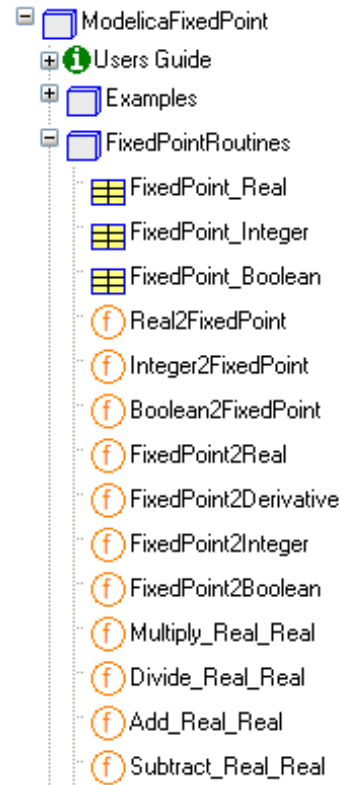 ModelicaFixedPoint
Users Guide
Examples
FixedPointRoutines
FixedPoint_Real
FixedPoint_Integer
FixedPoint_Boolean
Real2FixedPoint
Integer2FixedPoint
Boolean2FixedPoint
FixedPoint2Real
FixedPoint2Derivative
FixedPoint2Integer
FixedPoint2Boolean
Multiply_Real_Real
Divide_Real_Real
Add_Real_Real
Subtract_Real_Real